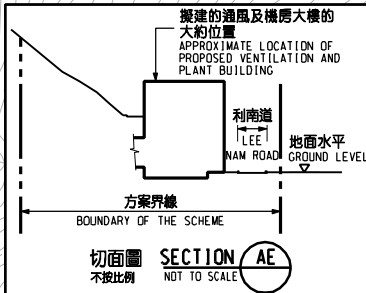 擬建的通風及機房大樓的
大約位置
APPROXIMATE LOCATION OF
PROPOSED VENTILATION AND
PLANT BUILDING
利南道
LEE
NAM ROAD
地面水平
GROUND LEVEL
方案界線
BOUNDARY OF THE SCHEME
切面圖 SECTION AE
不按比例 NOT TO SCALE